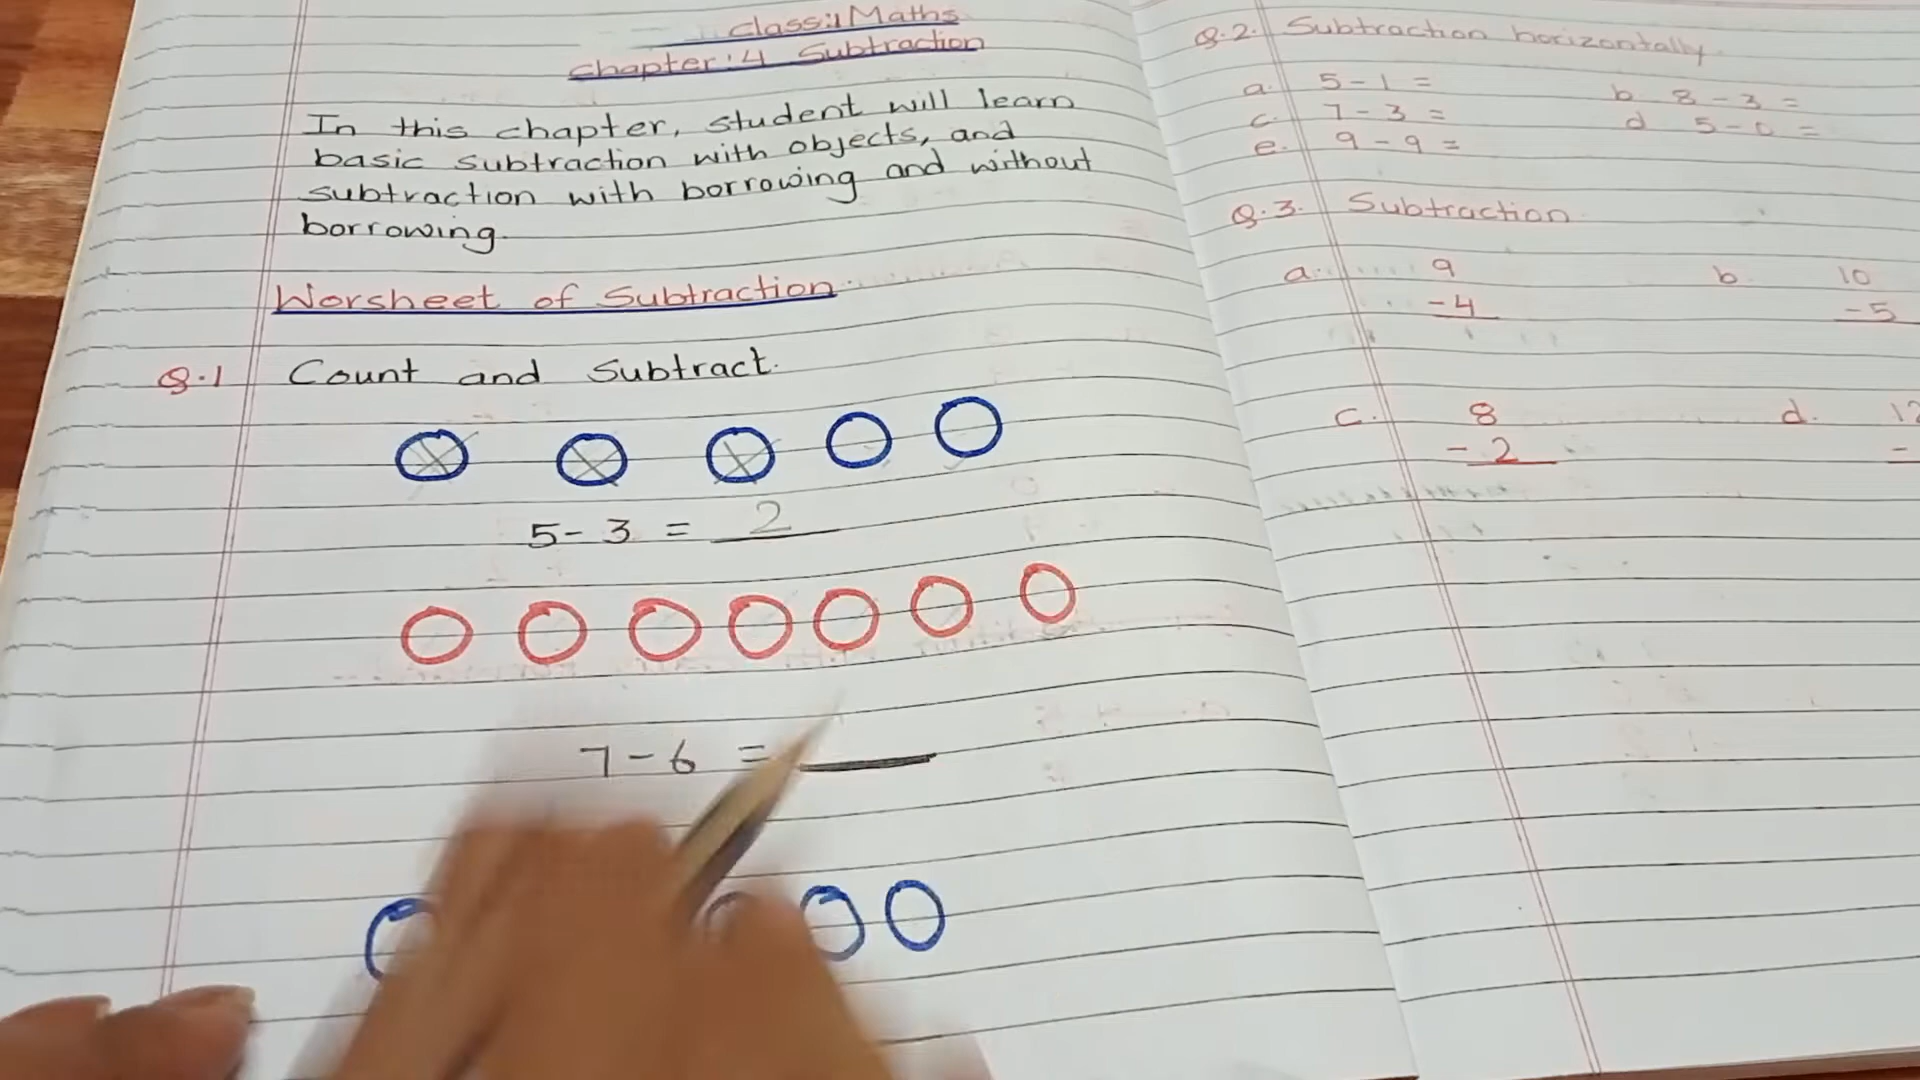 Class:1 Maths
Chapter:4 Subtraction
In this chapter, student will learn
basic subtraction with objects, and
subtraction with borrowing and without
borrowing.
Worsheet of Subtraction
Q.1 Count and Subtract.
5 - 3 = 2
7 - 6 =
Q.2. Subtraction horizontally
a. 5 - 1 = b 8 - 3 =
c. 7 - 3 = d 5 - 0 =
e. 9 - 9 =
Q.3. Subtraction
a. 9 b. 10
- 4 - 5
c. 8 d. 12
- 2 -